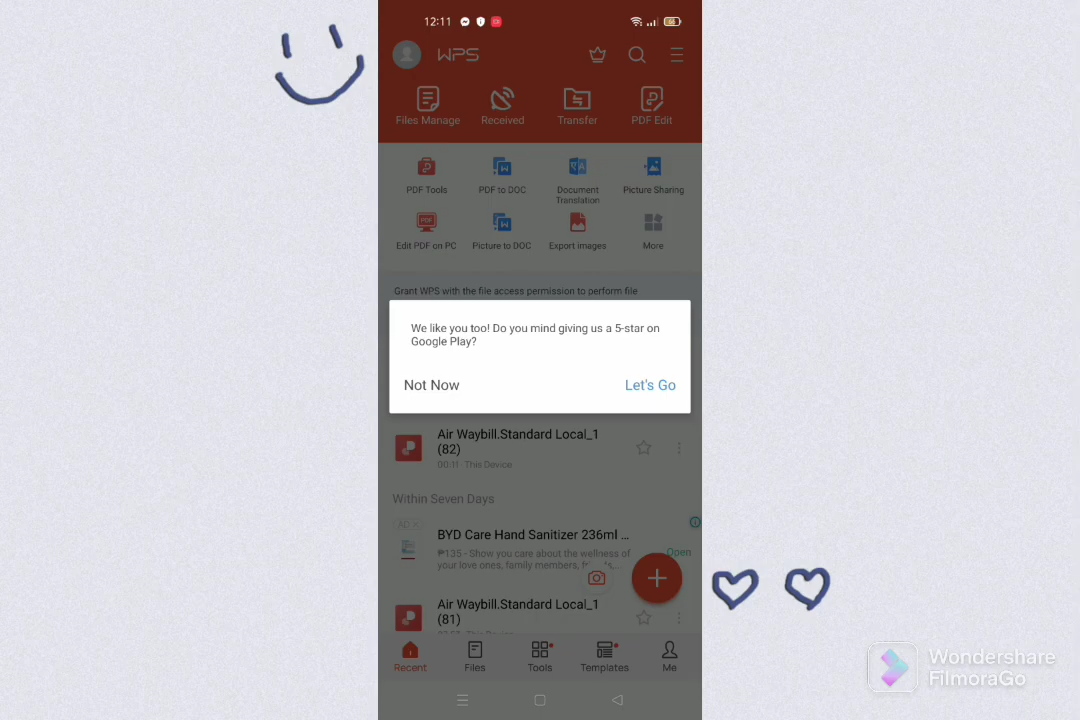 12:11
WPS
Files Manage
Received
Transfer
PDF Edit
PDF Tools
PDF to DOC
Document
Translation
Picture Sharing
Edit PDF on PC
Picture to DOC
Export images
More
Grant WPS with the file access permission to perform file
We like you too! Do you mind giving us a 5-star on
Google Play?
Not Now
Let's Go
Air Waybill.Standard Local_1
(82)
00:11 · This Device
Within Seven Days
AD
BYD Care Hand Sanitizer 236ml ...
₱135 - Show you care about the wellness of
your love ones, family members,
Open
Air Waybill.Standard Local_1
(81)
This Device
Recent
Files
Tools
Templates
Me
Wondershare
FilmoraGo